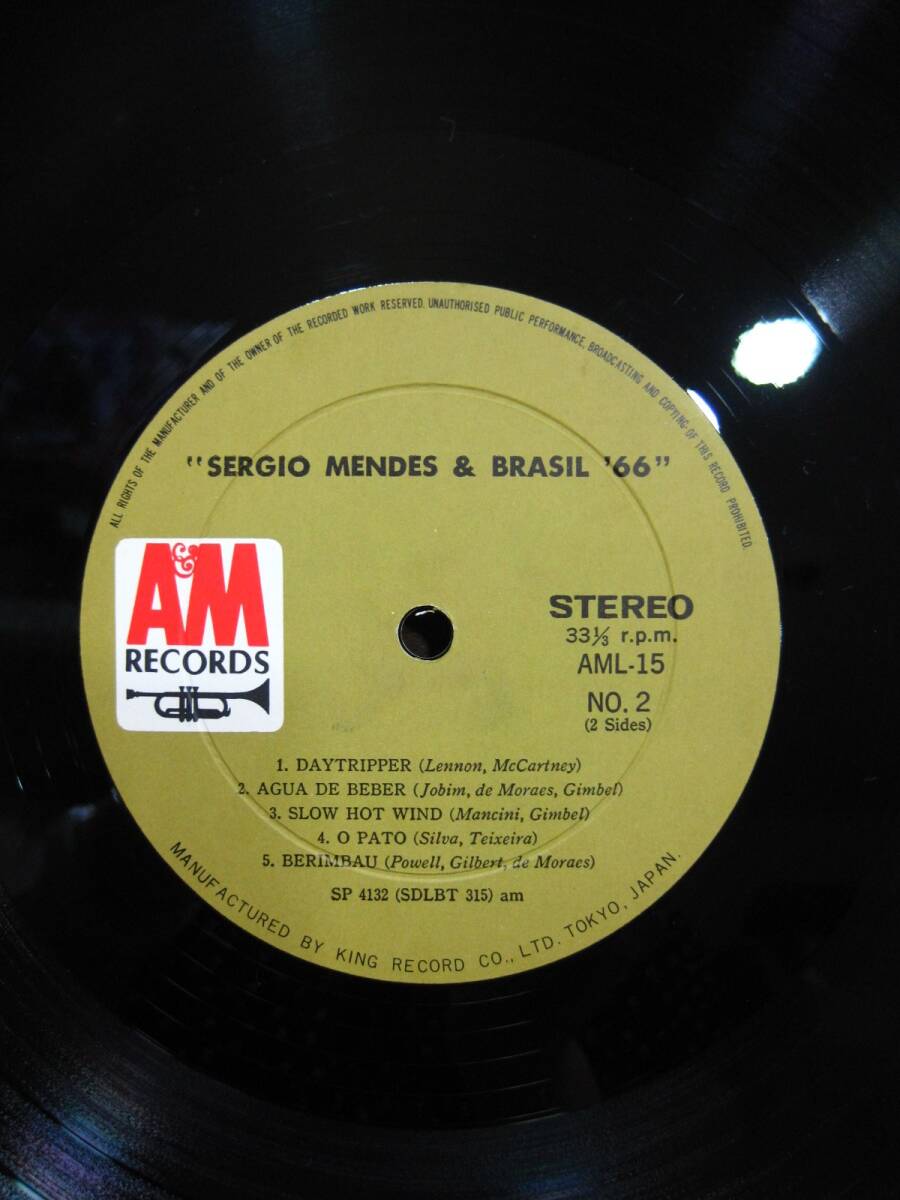 ALL RIGHTS OF THE MANUFACTURER AND OF THE OWNER OF THE RECORDED WORK RESERVED. UNAUTHORISED PUBLIC PERFORMANCE, BROADCASTING AND COPYING OF THIS RECORD PROHIBITED.
"SERGIO MENDES & BRASIL '66"
A&M
RECORDS
STEREO
33⅓ r.p.m.
AML-15
NO. 2
(2 Sides)
1. DAYTRIPPER (Lennon, McCartney)
2. AGUA DE BEBER (Jobim, de Moraes, Gimbel)
3. SLOW HOT WIND (Mancini, Gimbel)
4. O PATO (Silva, Teixeira)
5. BERIMBAU (Powell, Gilbert, de Moraes)
SP 4132 (SDLBT 315) am
MANUFACTURED BY KING RECORD CO., LTD. TOKYO, JAPAN.